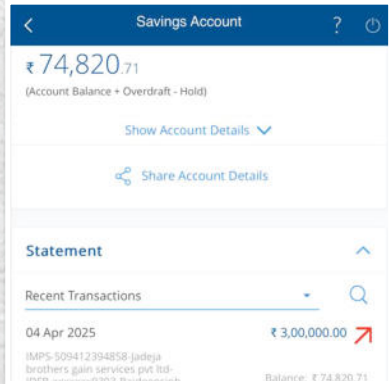 Savings Account ?
₹ 74,820.71
(Account Balance + Overdraft - Hold)
Show Account Details
Share Account Details
Statement
Recent Transactions
04 Apr 2025 ₹ 3,00,000.00
IMPS-509412394858-Jadeja
brothers gain services pvt ltd-
Balance: ₹ 74,820.71